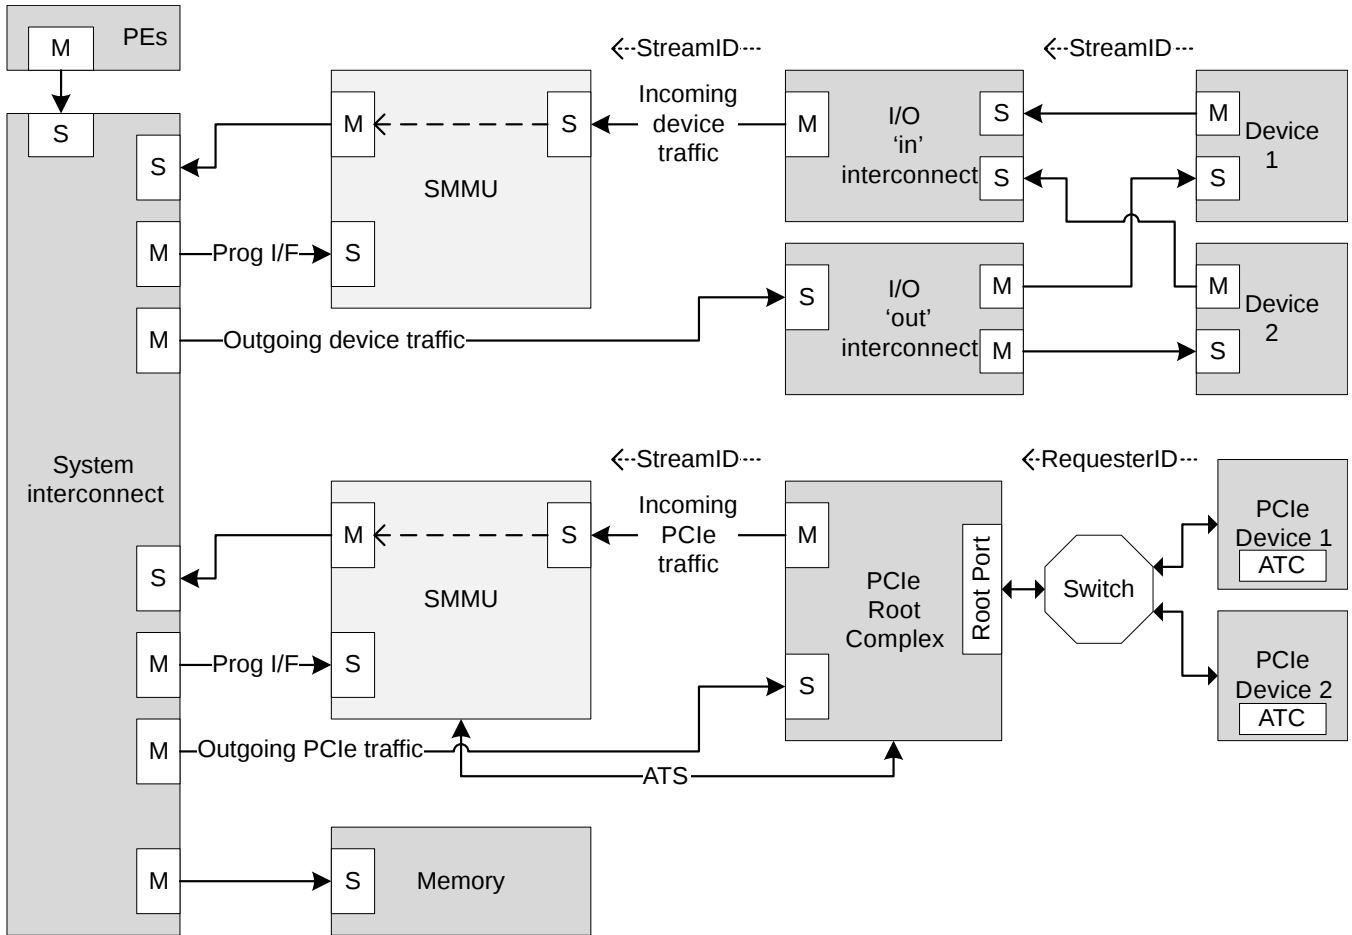 M
PEs
S
StreamID
StreamID
M
S
Incoming
device
traffic
M
I/O
‘in’
interconnect
S
S
M
S
Device
1
S
SMMU
M
Prog I/F
S
M
Outgoing device traffic
S
I/O
‘out’
interconnect
M
M
M
S
Device
2
System
interconnect
StreamID
RequesterID
M
S
Incoming
PCIe
traffic
M
PCIe
Root
Complex
Root Port
Switch
PCIe
Device 1
ATC
S
SMMU
M
Prog I/F
S
S
PCIe
Device 2
ATC
M
Outgoing PCIe traffic
ATS
M
S
Memory